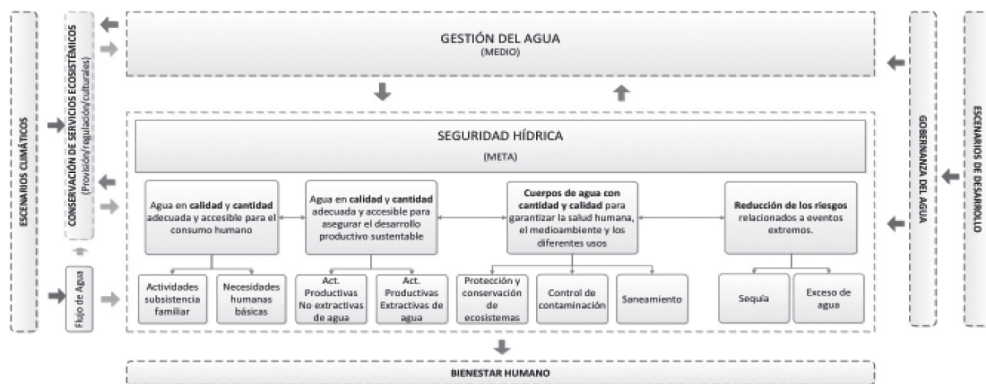 ESCENARIOS CLIMÁTICOS
CONSERVACIÓN DE SERVICIOS ECOSISTÉMICOS
(Provisión/regulación/culturales)
Flujo de Agua
GESTIÓN DEL AGUA
(MEDIO)
SEGURIDAD HÍDRICA
(META)
Agua en calidad y cantidad
adecuada y accesible para el
consumo humano
Agua en calidad y cantidad
adecuada y accesible para
asegurar el desarrollo
productivo sustentable
Cuerpos de agua con
cantidad y calidad para
garantizar la salud humana,
el medioambiente y los
diferentes usos
Reducción de los riesgos
relacionados a eventos
extremos.
Actividades
subsistencia
familiar
Necesidades
humanas
básicas
Act.
Productivas
No extractivas
de agua
Act.
Productivas
Extractivas de
agua
Protección y
conservación
de
ecosistemas
Control de
contaminación
Saneamiento
Sequía
Exceso de
agua
BIENESTAR HUMANO
GOBERNANZA DEL AGUA
ESCENARIOS DE DESARROLLO